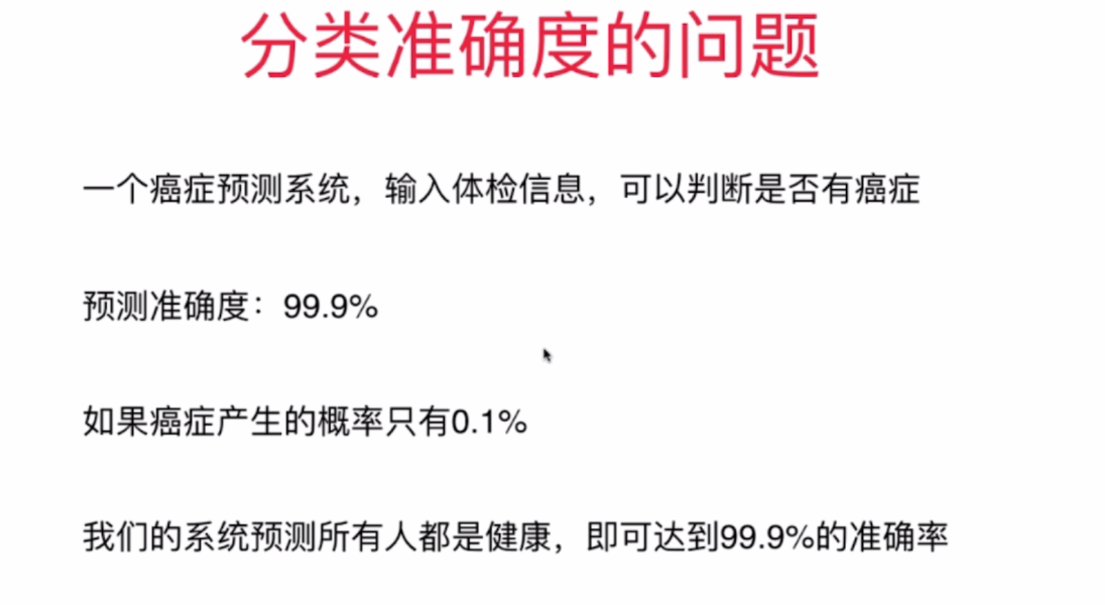 分类准确度的问题
一个癌症预测系统，输入体检信息，可以判断是否有癌症
预测准确度：99.9%
如果癌症产生的概率只有0.1%
我们的系统预测所有人都是健康，即可达到99.9%的准确率